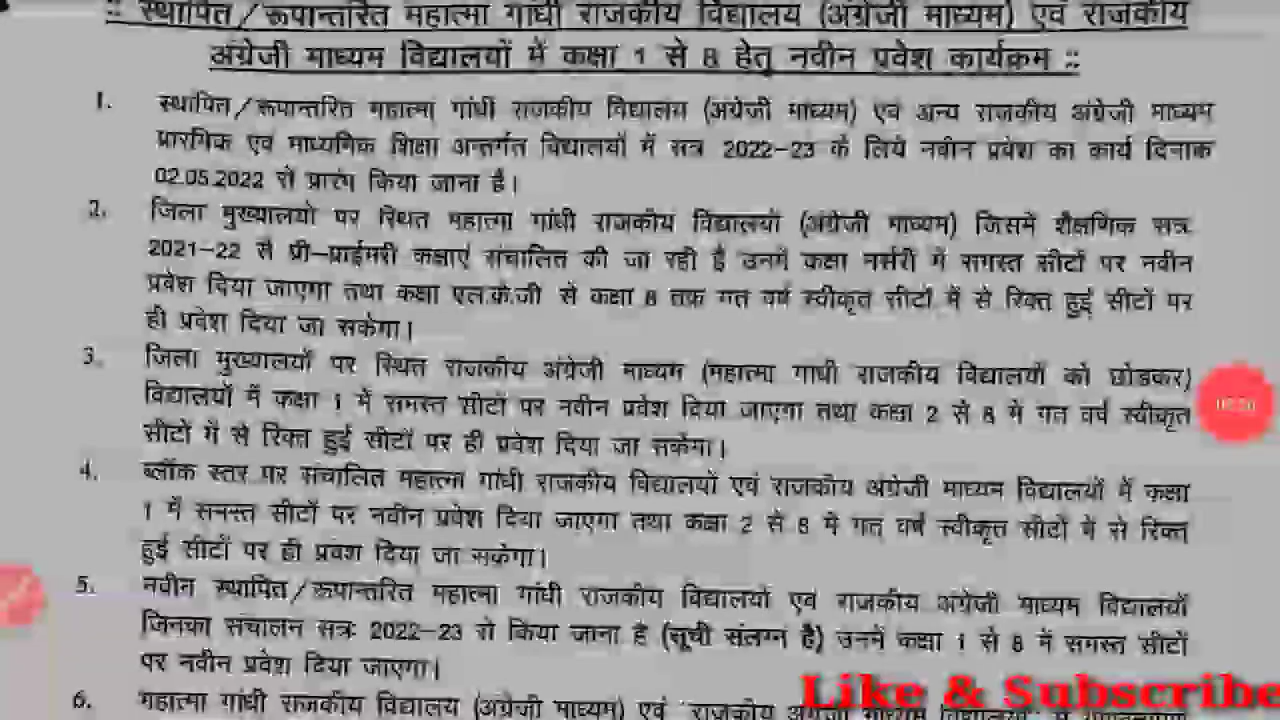 :: स्थापित/रूपान्तरित महात्मा गांधी राजकीय विद्यालय (अंग्रेजी माध्यम) एवं राजकीय
अंग्रेजी माध्यम विद्यालयों में कक्षा 1 से 8 हेतु नवीन प्रवेश कार्यक्रम ::
1. स्थापित/रूपान्तरित महात्मा गांधी राजकीय विद्यालय (अंग्रेजी माध्यम) एवं अन्य राजकीय अंग्रेजी माध्यम
प्रारभिक एवं माध्यमिक शिक्षा अन्तर्गत विद्यालयों में सत्र 2022-23 के लिये नवीन प्रवेश का कार्य दिनाक
02.05.2022 से प्रारंभ किया जाना है।
2. जिला मुख्यालयो पर स्थित महात्मा गांधी राजकीय विद्यालयों (अंग्रेजी माध्यम) जिसमें शैक्षणिक सत्र
2021-22 से प्री-प्राईमरी कक्षाएं संचालित की जा रही है उनमें कक्षा नर्सरी में समस्त सीटों पर नवीन
प्रवेश दिया जाएगा तथा कक्षा एल.के.जी से कक्षा 8 तक गत वर्ष स्वीकृत सीटों में से रिक्त हुई सीटों पर
ही प्रवेश दिया जा सकेगा।
3. जिला मुख्यालयों पर स्थित राजकीय अंग्रेजी माध्यम (महात्मा गाधी राजकीय विद्यालयों को छोडकर)
विद्यालयों में कक्षा 1 में समस्त सीटों पर नवीन प्रवेश दिया जाएगा तथा कक्षा 2 से 8 मे गत वर्ष स्वीकृत
सीटों में से रिक्त हुई सीटों पर ही प्रवेश दिया जा सकेगा।
4. ब्लॉक स्तर पर संचालित महात्मा गांधी राजकीय विद्यालयों एवं राजकीय अंग्रेजी माध्यम विद्यालयों में कक्षा
1 में समस्त सीटों पर नवीन प्रवेश दिया जाएगा तथा कक्षा 2 से 8 मे गत वर्ष स्वीकृत सीटो में से रिक्त
हुई सीटों पर ही प्रवेश दिया जा सकेगा।
5. नवीन स्थापित/रूपान्तरित महात्मा गांधी राजकीय विद्यालयों एवं राजकीय अंग्रेजी माध्यम विद्यालयों
जिनका संचालन सत्र 2022-23 से किया जाना है (सूची संलग्न है) उनमें कक्षा 1 से 8 में समस्त सीटों
पर नवीन प्रवेश दिया जाएगा।
6. महात्मा गांधी राजकीय विद्यालय (अंग्रेजी माध्यम) एवं राजकीय अंग्रेजी माध्यम विद्यालयों में
Like & Subscribe